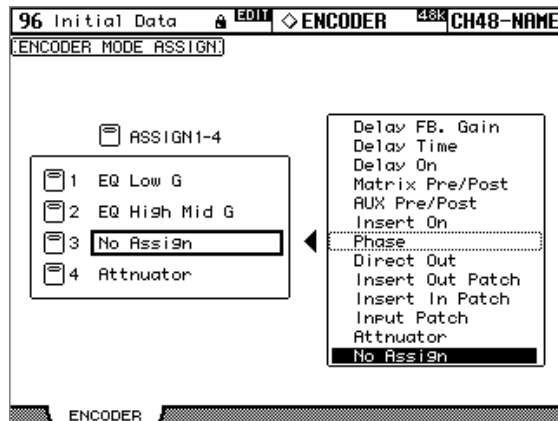 96 Initial Data EDIT ◇ENCODER 48K CH48-NAME
ENCODER MODE ASSIGN
ASSIGN1-4
1 EQ Low G
2 EQ High Mid G
3 No Assign
4 Attnuator
Delay FB. Gain
Delay Time
Delay On
Matrix Pre/Post
AUX Pre/Post
Insert On
Phase
Direct Out
Insert Out Patch
Insert In Patch
Input Patch
Attnuator
No Assign
ENCODER